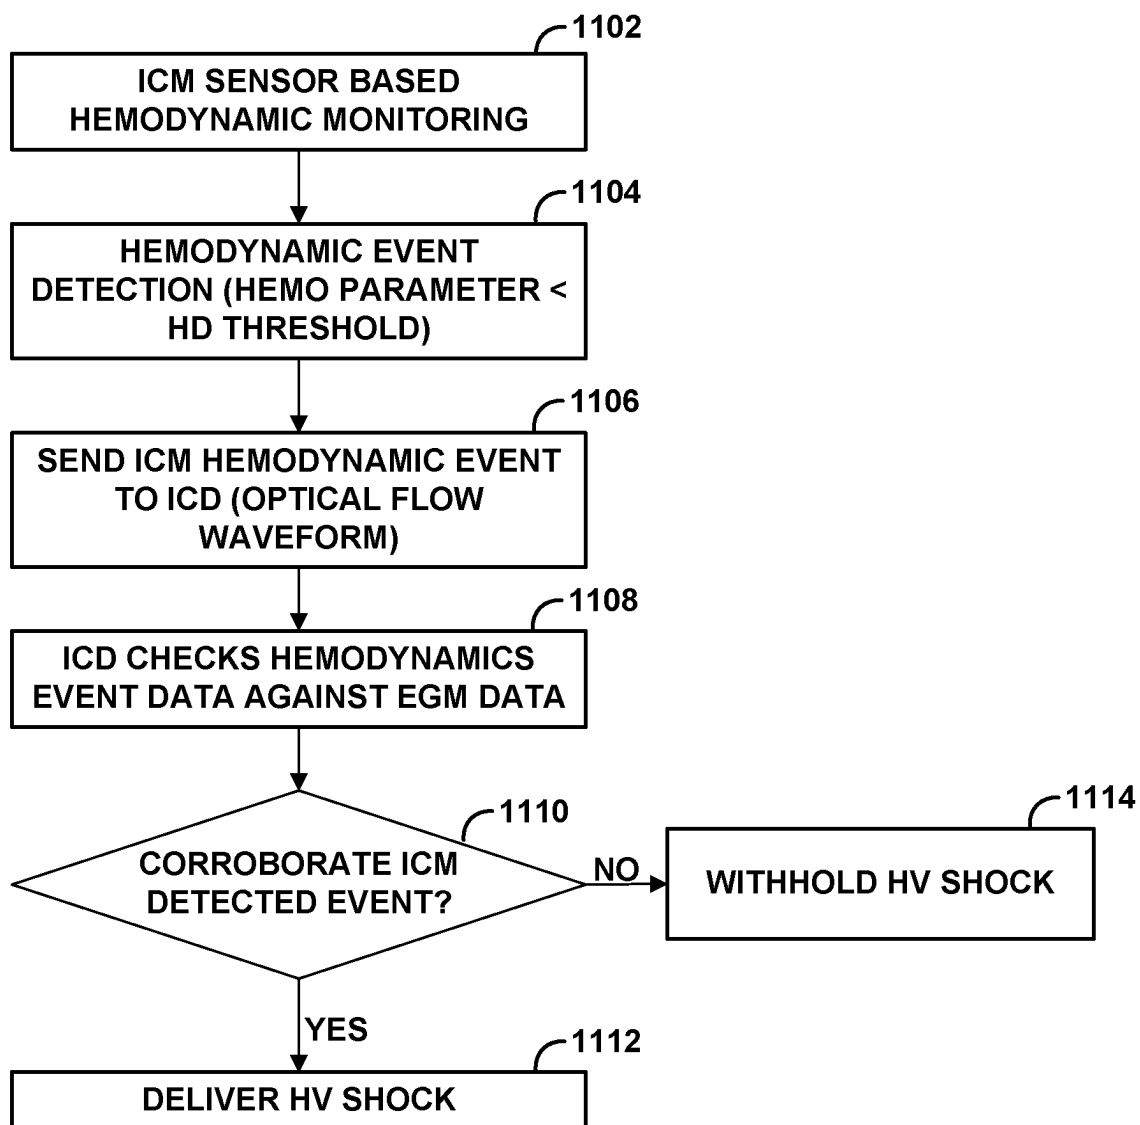 1102
ICM SENSOR BASED
HEMODYNAMIC MONITORING
1104
HEMODYNAMIC EVENT
DETECTION (HEMO PARAMETER <
HD THRESHOLD)
1106
SEND ICM HEMODYNAMIC EVENT
TO ICD (OPTICAL FLOW
WAVEFORM)
1108
ICD CHECKS HEMODYNAMICS
EVENT DATA AGAINST EGM DATA
1110
CORROBORATE ICM
DETECTED EVENT?
NO
1114
WITHHOLD HV SHOCK
YES
1112
DELIVER HV SHOCK